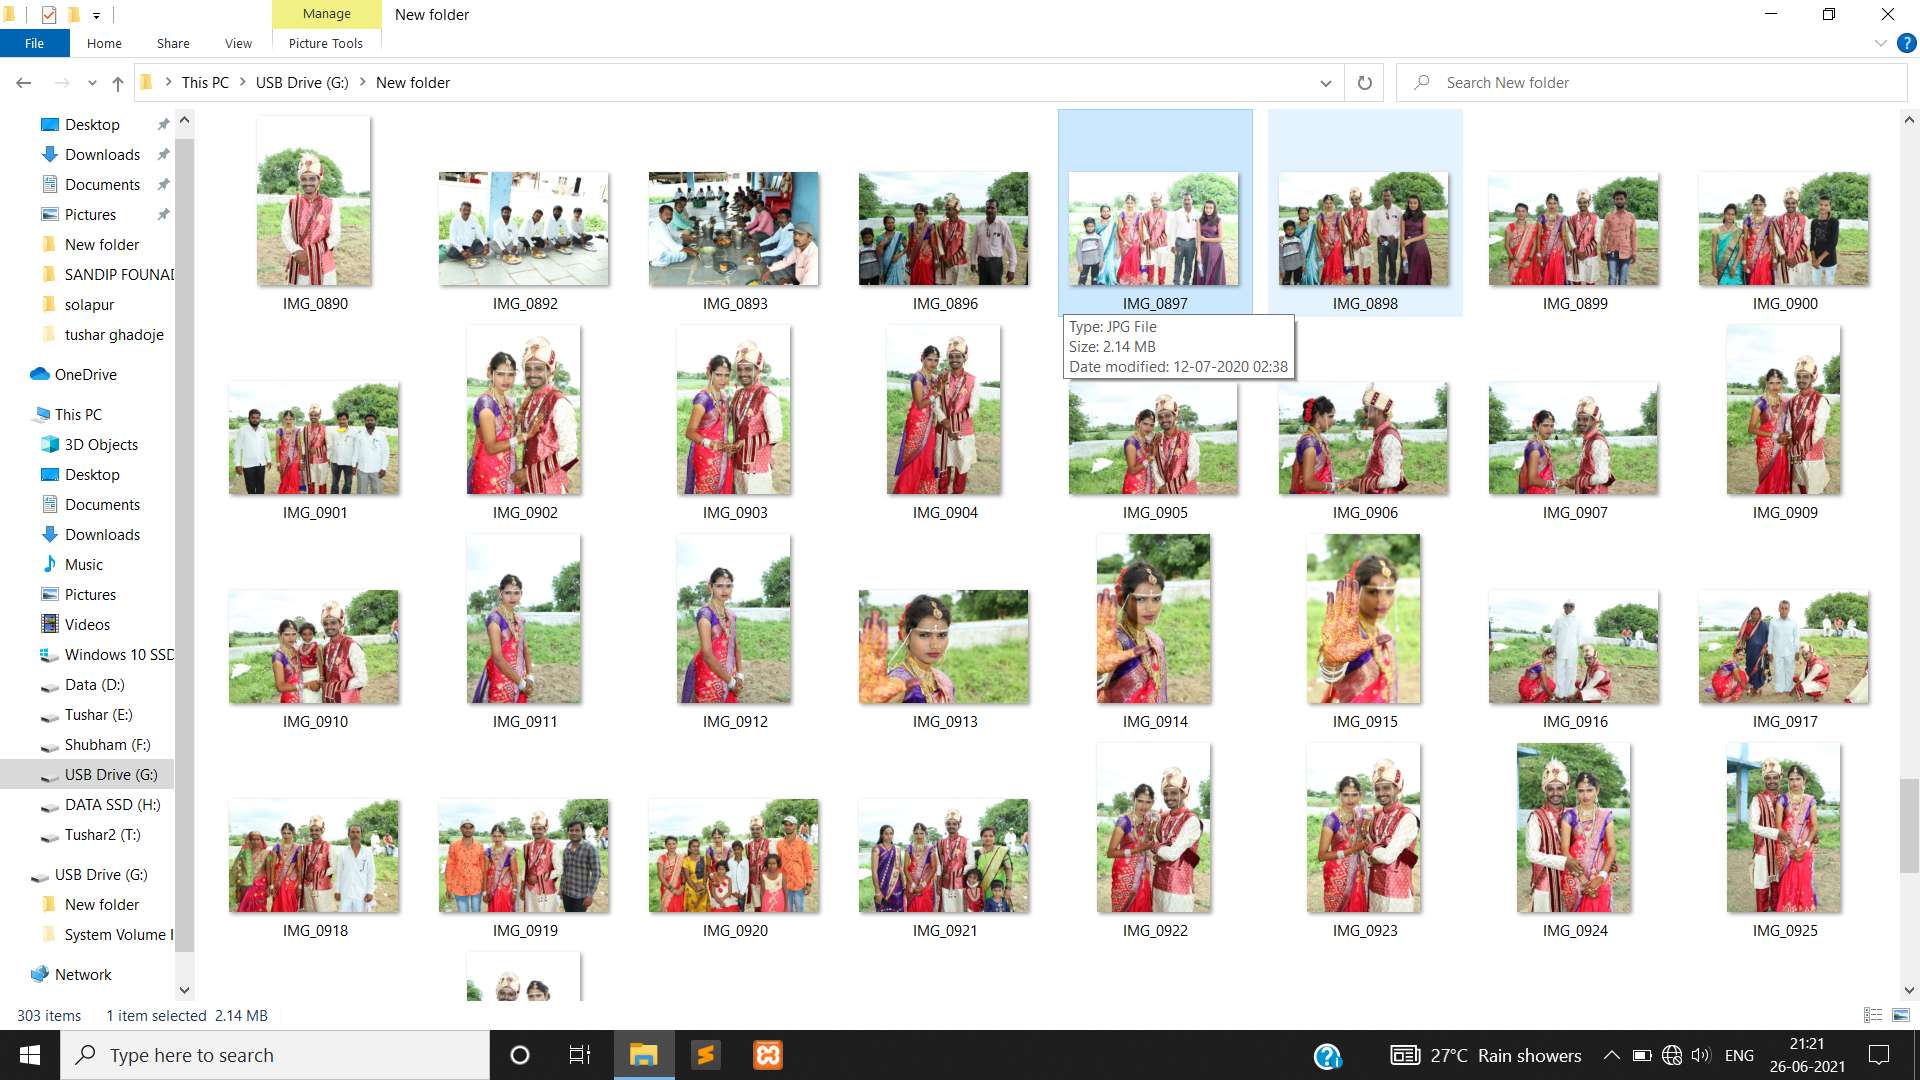 Manage
New folder
File
Home
Share
View
Picture Tools
This PC
USB Drive (G:)
New folder
Search New folder
Desktop
Downloads
Documents
Pictures
New folder
SANDIP FOUNAD
solapur
tushar ghadoje
OneDrive
This PC
3D Objects
Desktop
Documents
Downloads
Music
Pictures
Videos
Windows 10 SSD
Data (D:)
Tushar (E:)
Shubham (F:)
USB Drive (G:)
DATA SSD (H:)
Tushar2 (T:)
USB Drive (G:)
New folder
System Volume I
Network
IMG_0890 IMG_0892 IMG_0893 IMG_0896 IMG_0897 IMG_0898 IMG_0899 IMG_0900
Type: JPG File
Size: 2.14 MB
Date modified: 12-07-2020 02:38
IMG_0901 IMG_0902 IMG_0903 IMG_0904 IMG_0905 IMG_0906 IMG_0907 IMG_0909
IMG_0910 IMG_0911 IMG_0912 IMG_0913 IMG_0914 IMG_0915 IMG_0916 IMG_0917
IMG_0918 IMG_0919 IMG_0920 IMG_0921 IMG_0922 IMG_0923 IMG_0924 IMG_0925
303 items 1 item selected 2.14 MB
Type here to search
27°C Rain showers
ENG
21:21
26-06-2021